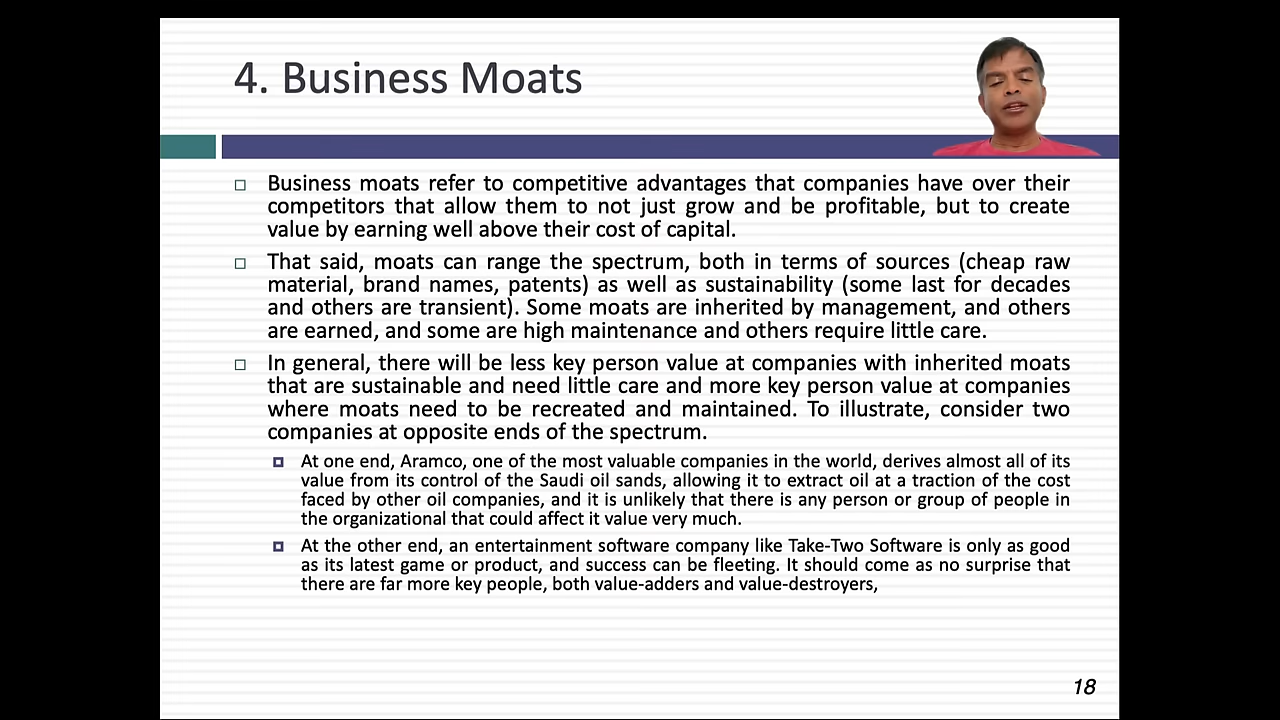 4. Business Moats
Business moats refer to competitive advantages that companies have over their
competitors that allow them to not just grow and be profitable, but to create
value by earning well above their cost of capital.
That said, moats can range the spectrum, both in terms of sources (cheap raw
material, brand names, patents) as well as sustainability (some last for decades
and others are transient). Some moats are inherited by management, and others
are earned, and some are high maintenance and others require little care.
In general, there will be less key person value at companies with inherited moats
that are sustainable and need little care and more key person value at companies
where moats need to be recreated and maintained. To illustrate, consider two
companies at opposite ends of the spectrum.
At one end, Aramco, one of the most valuable companies in the world, derives almost all of its
value from its control of the Saudi oil sands, allowing it to extract oil at a traction of the cost
faced by other oil companies, and it is unlikely that there is any person or group of people in
the organizational that could affect it value very much.
At the other end, an entertainment software company like Take-Two Software is only as good
as its latest game or product, and success can be fleeting. It should come as no surprise that
there are far more key people, both value-adders and value-destroyers,
18